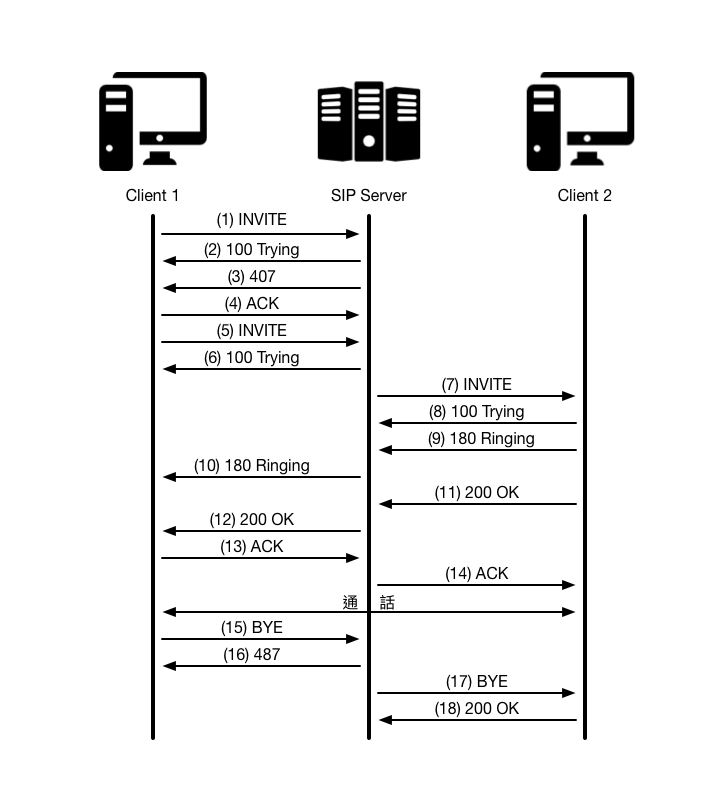 Client 1
SIP Server
Client 2
(1) INVITE
(2) 100 Trying
(3) 407
(4) ACK
(5) INVITE
(6) 100 Trying
(7) INVITE
(8) 100 Trying
(9) 180 Ringing
(10) 180 Ringing
(11) 200 OK
(12) 200 OK
(13) ACK
(14) ACK
通 話
(15) BYE
(16) 487
(17) BYE
(18) 200 OK